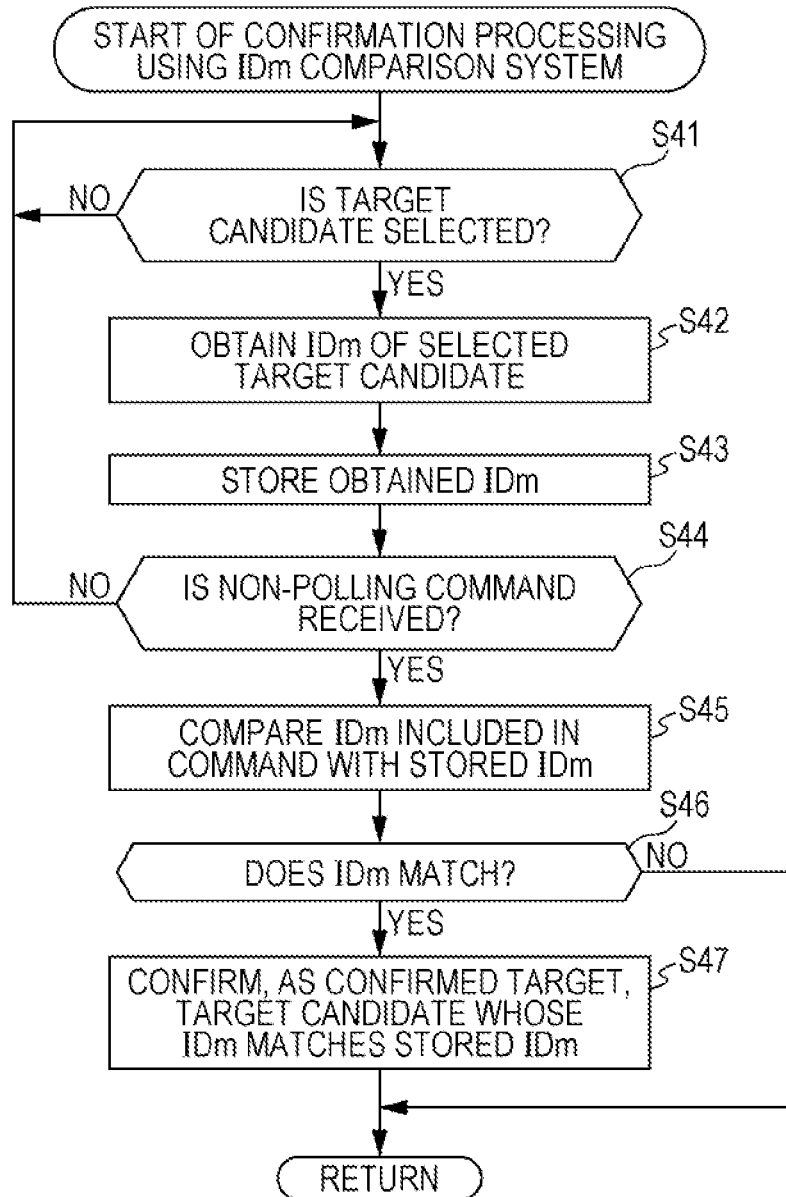 START OF CONFIRMATION PROCESSING
USING IDm COMPARISON SYSTEM
S41
NO
IS TARGET
CANDIDATE SELECTED?
YES
S42
OBTAIN IDm OF SELECTED
TARGET CANDIDATE
S43
STORE OBTAINED IDm
S44
NO
IS NON-POLLING COMMAND
RECEIVED?
YES
S45
COMPARE IDm INCLUDED IN
COMMAND WITH STORED IDm
S46
NO
DOES IDm MATCH?
YES
S47
CONFIRM, AS CONFIRMED TARGET,
TARGET CANDIDATE WHOSE
IDm MATCHES STORED IDm
RETURN